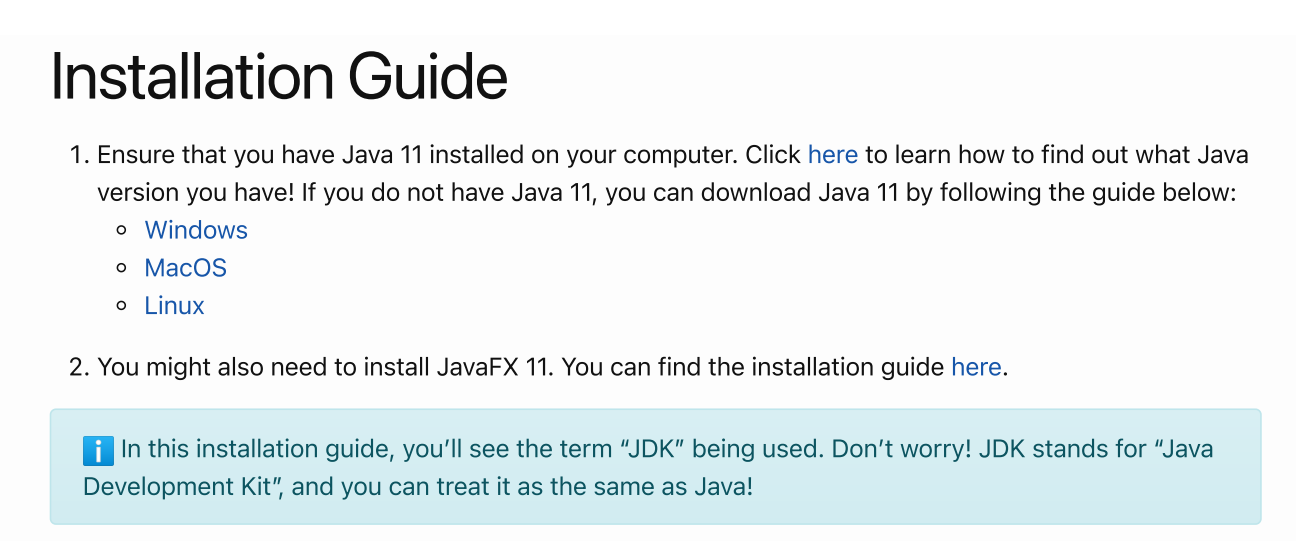 Installation Guide
1. Ensure that you have Java 11 installed on your computer. Click here to learn how to find out what Java
version you have! If you do not have Java 11, you can download Java 11 by following the guide below:
Windows
MacOS
Linux
2. You might also need to install JavaFX 11. You can find the installation guide here.
ℹ️ In this installation guide, you’ll see the term “JDK” being used. Don’t worry! JDK stands for “Java
Development Kit”, and you can treat it as the same as Java!